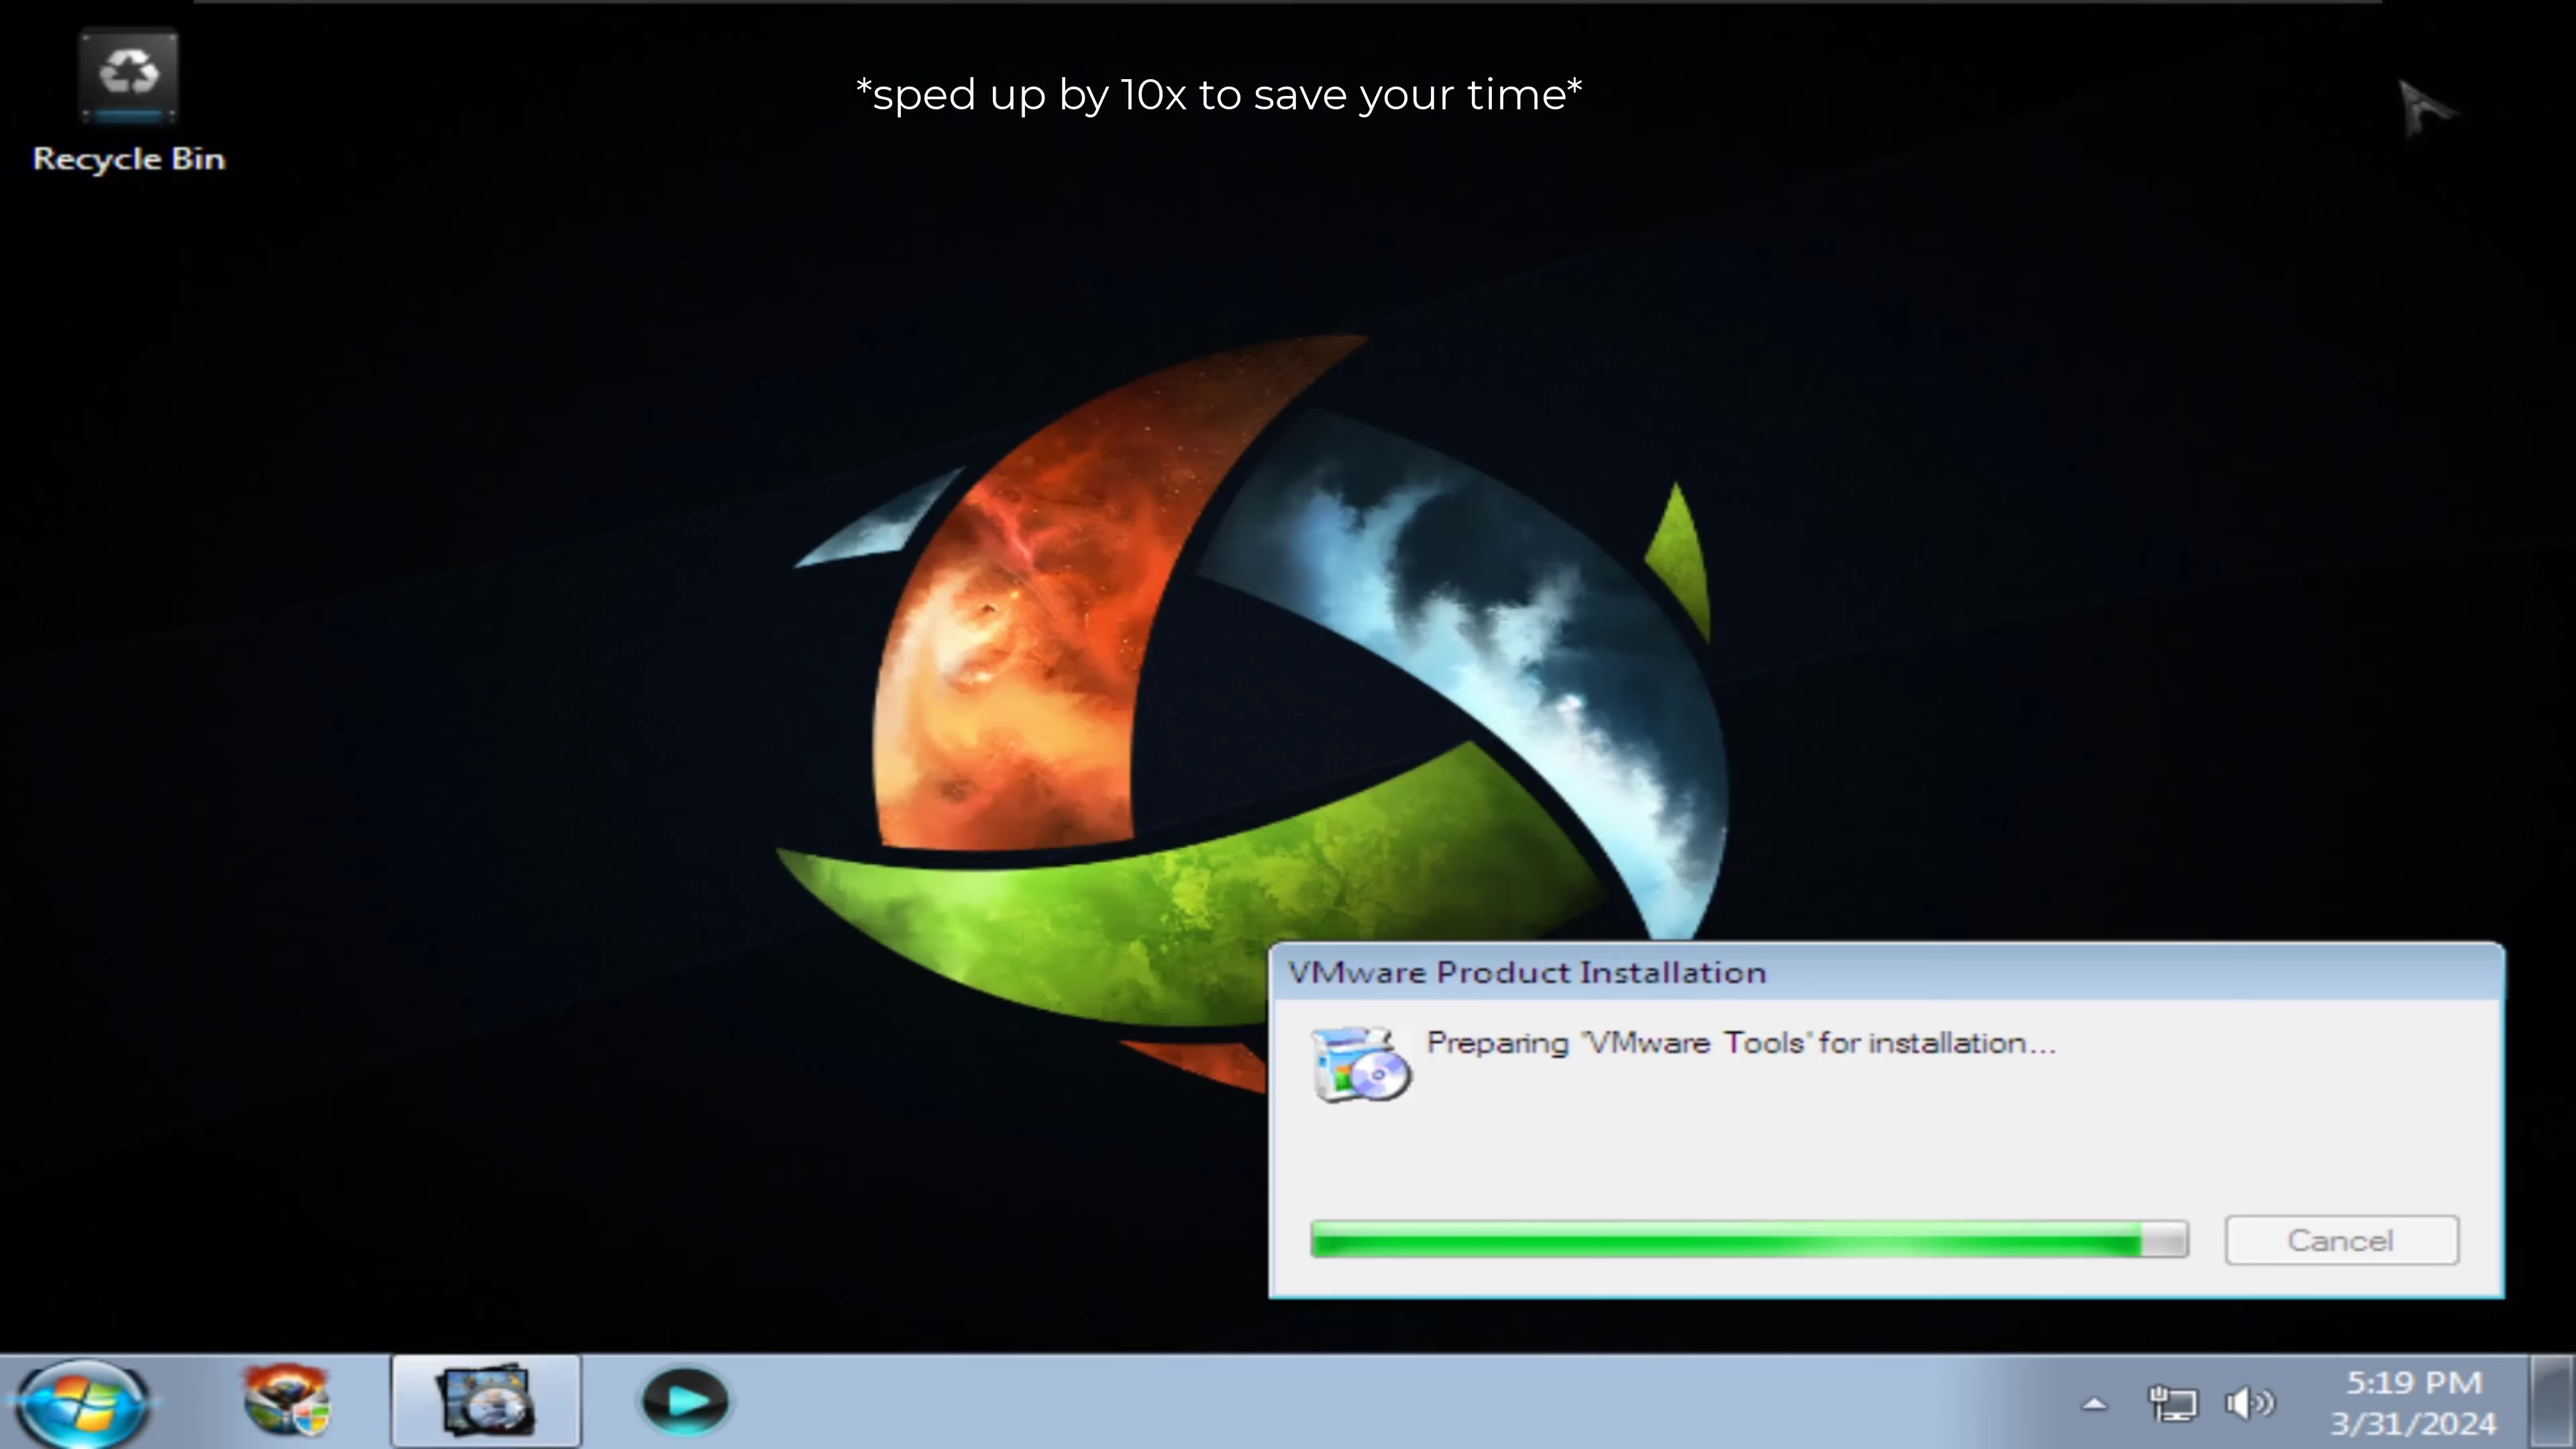 *sped up by 10x to save your time*
Recycle Bin
VMware Product Installation
Preparing "VMware Tools" for installation...
Cancel
5:19 PM
3/31/2024